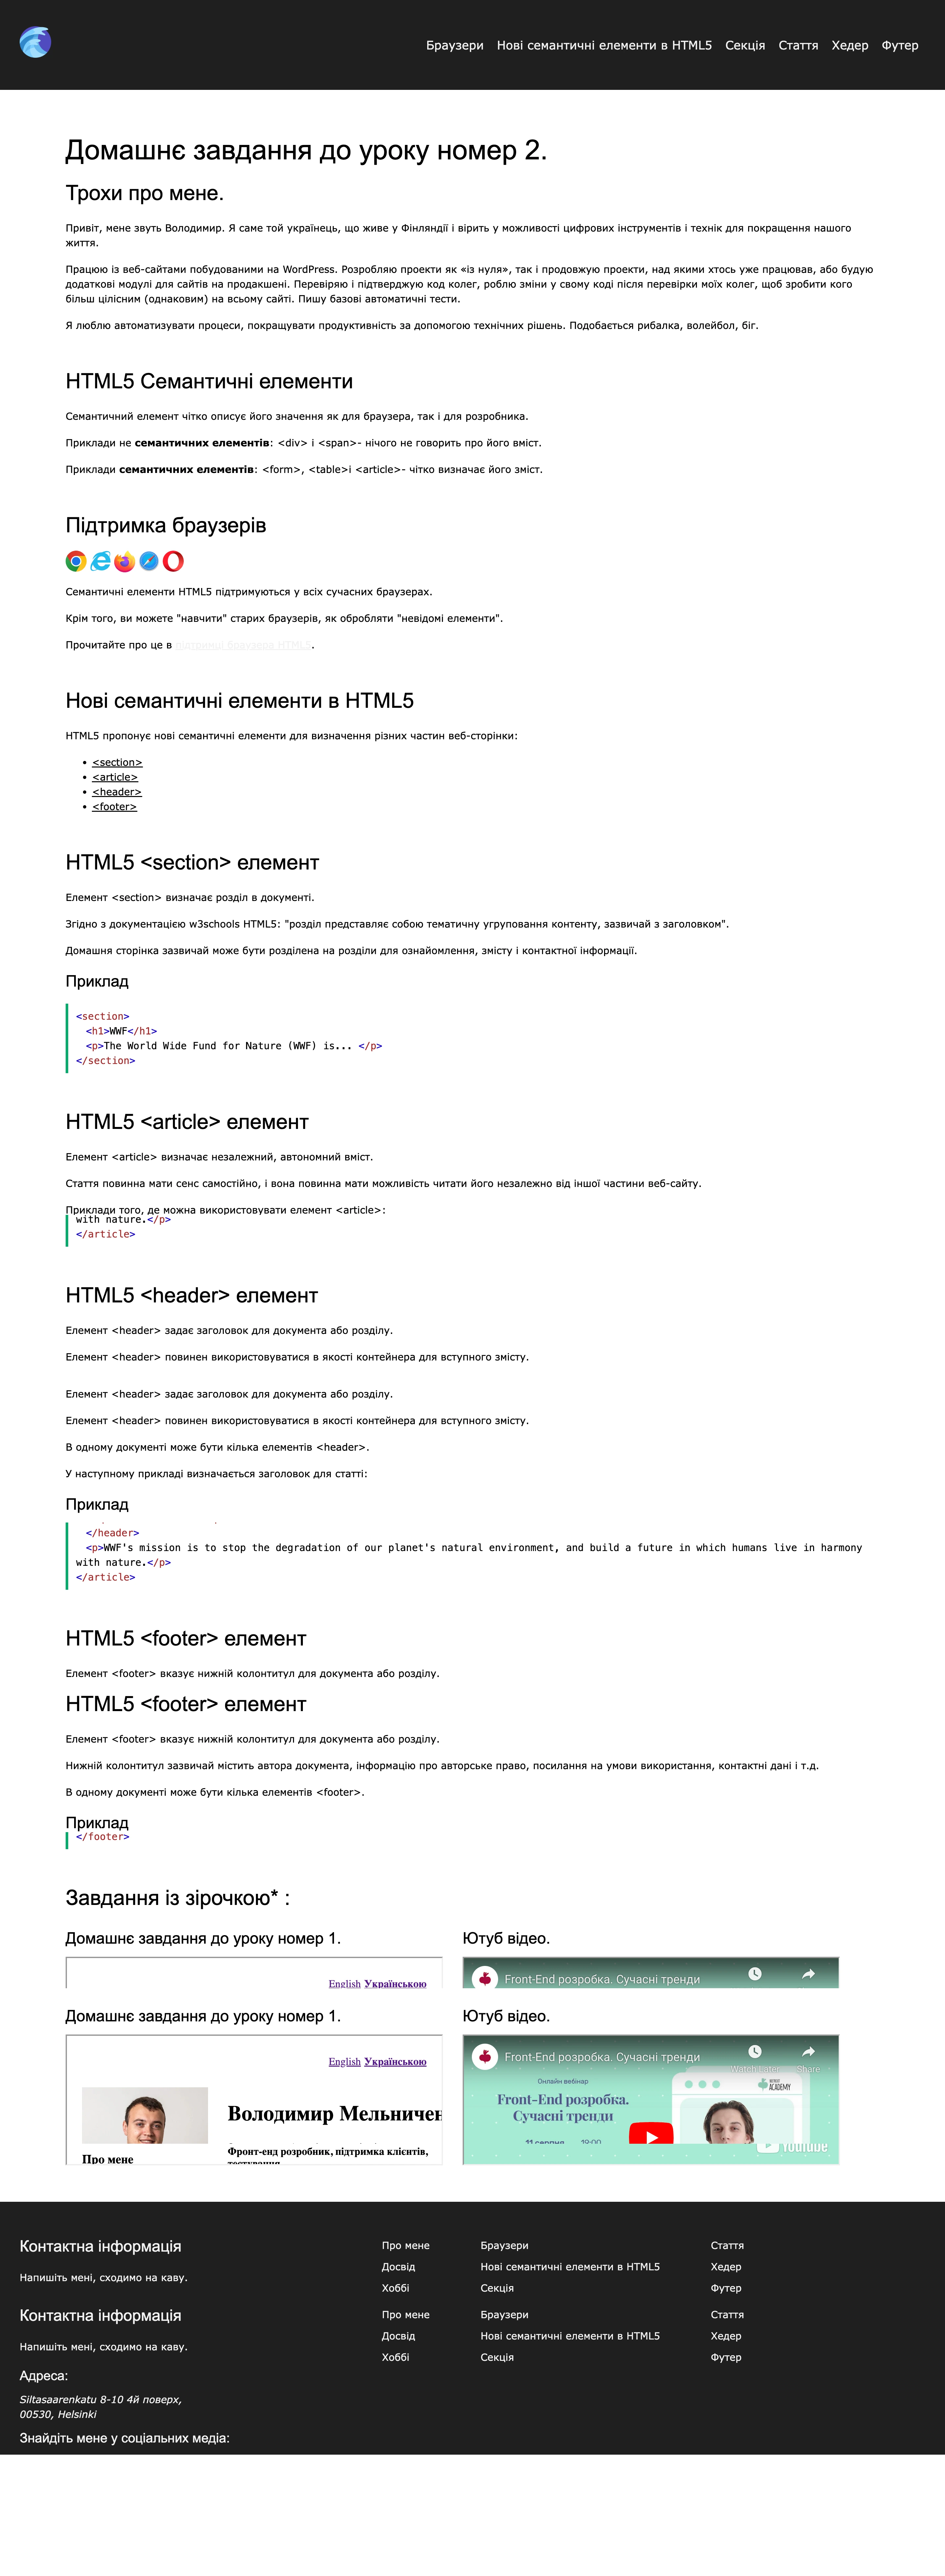 Браузери Нові семантичні елементи в HTML5 Секція Стаття Хедер Футер
Домашнє завдання до уроку номер 2.
Трохи про мене.
Привіт, мене звуть Володимир. Я саме той українець, що живе у Фінляндії і вірить у можливості цифрових інструментів і технік для покращення нашого
життя.
Працюю із веб-сайтами побудованими на WordPress. Розробляю проекти як «із нуля», так і продовжую проекти, над якими хтось уже працював, або будую
додаткові модулі для сайтів на продакшені. Перевіряю і підтверджую код колег, роблю зміни у свому коді після перевірки моїх колег, щоб зробити кого
більш цілісним (однаковим) на всьому сайті. Пишу базові автоматичні тести.
Я люблю автоматизувати процеси, покращувати продуктивність за допомогою технічних рішень. Подобається рибалка, волейбол, біг.
HTML5 Семантичні елементи
Семантичний елемент чітко описує його значення як для браузера, так і для розробника.
Приклади не семантичних елементів: <div> і <span>- нічого не говорить про його вміст.
Приклади семантичних елементів: <form>, <table>і <article>- чітко визначає його зміст.
Підтримка браузерів
Семантичні елементи HTML5 підтримуються у всіх сучасних браузерах.
Крім того, ви можете "навчити" старих браузерів, як обробляти "невідомі елементи".
Прочитайте про це в підтримці браузера HTML5.
Нові семантичні елементи в HTML5
HTML5 пропонує нові семантичні елементи для визначення різних частин веб-сторінки:
• <section>
• <article>
• <header>
• <footer>
HTML5 <section> елемент
Елемент <section> визначає розділ в документі.
Згідно з документацією w3schools HTML5: "розділ представляє собою тематичну угруповання контенту, зазвичай з заголовком".
Домашня сторінка зазвичай може бути розділена на розділи для ознайомлення, змісту і контактної інформації.
Приклад
<section>
<h1>WWF</h1>
<p>The World Wide Fund for Nature (WWF) is... </p>
</section>
HTML5 <article> елемент
Елемент <article> визначає незалежний, автономний вміст.
Стаття повинна мати сенс самостійно, і вона повинна мати можливість читати його незалежно від іншої частини веб-сайту.
Приклади того, де можна використовувати елемент <article>:
with nature.</p>
</article>
HTML5 <header> елемент
Елемент <header> задає заголовок для документа або розділу.
Елемент <header> повинен використовуватися в якості контейнера для вступного змісту.
Елемент <header> задає заголовок для документа або розділу.
Елемент <header> повинен використовуватися в якості контейнера для вступного змісту.
В одному документі може бути кілька елементів <header>.
У наступному прикладі визначається заголовок для статті:
Приклад
</header>
<p>WWF's mission is to stop the degradation of our planet's natural environment, and build a future in which humans live in harmony
with nature.</p>
</article>
HTML5 <footer> елемент
Елемент <footer> вказує нижній колонтитул для документа або розділу.
HTML5 <footer> елемент
Елемент <footer> вказує нижній колонтитул для документа або розділу.
Нижній колонтитул зазвичай містить автора документа, інформацію про авторське право, посилання на умови використання, контактні дані і т.д.
В одному документі може бути кілька елементів <footer>.
Приклад
</footer>
Завдання із зірочкою* :
Домашнє завдання до уроку номер 1. Ютуб відео.
English Українською Front-End розробка. Сучасні тренди
Домашнє завдання до уроку номер 1. Ютуб відео.
English Українською
Володимир Мельничен
Про мене
Фронт-енд розробник, підтримка клієнтів,
тестування
Front-End розробка. Сучасні тренди
Watch Later Share
Онлайн вебінар
ACADEMY
Front-End розробка.
Сучасні тренди
11 серпня 19:00
YouTube
Контактна інформація
Напишіть мені, сходимо на каву.
Про мене Браузери Стаття
Досвід Нові семантичні елементи в HTML5 Хедер
Хоббі Секція Футер
Контактна інформація
Напишіть мені, сходимо на каву.
Про мене Браузери Стаття
Досвід Нові семантичні елементи в HTML5 Хедер
Хоббі Секція Футер
Адреса:
Siltasaarenkatu 8-10 4й поверх,
00530, Helsinki
Знайдіть мене у соціальних медіа: